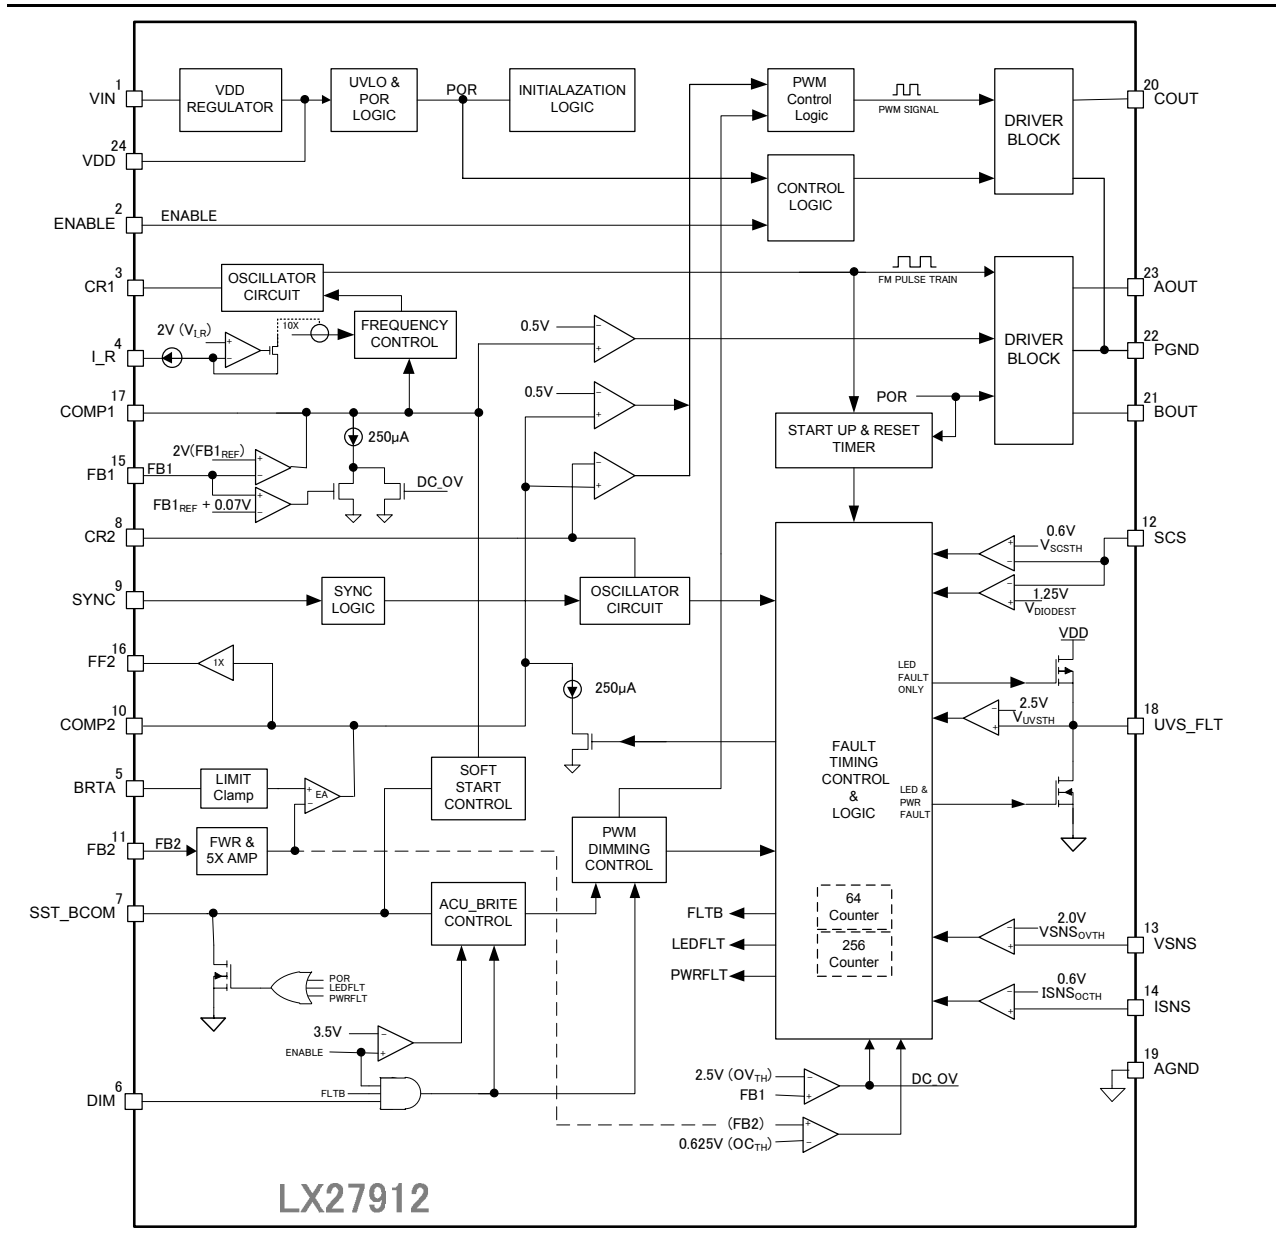 1
VIN
VDD
REGULATOR
UVLO &
POR
LOGIC
POR
INITIALAZATION
LOGIC
PWM
Control
Logic
PWM SIGNAL
DRIVER
BLOCK
20
COUT
24
VDD
CONTROL
LOGIC
2
ENABLE
ENABLE
3
CR1
OSCILLATOR
CIRCUIT
FM PULSE TRAIN
23
AOUT
2V (VI_R)
10X
FREQUENCY
CONTROL
0.5V
DRIVER
BLOCK
4
I_R
22
PGND
17
COMP1
0.5V
POR
21
BOUT
250µA
START UP & RESET
TIMER
2V(FB1REF)
15
FB1
FB1
DC_OV
FB1REF + 0.07V
8
CR2
12
SCS
0.6V
VSCSTH
9
SYNC
SYNC
LOGIC
OSCILLATOR
CIRCUIT
1.25V
VDIODEST
VDD
16
FF2
1X
LED
FAULT
ONLY
250µA
2.5V
VUVSTH
18
UVS_FLT
10
COMP2
FAULT
TIMING
CONTROL
&
LOGIC
5
BRTA
LIMIT
Clamp
EA
SOFT
START
CONTROL
LED &
PWR
FAULT
11
FB2
FB2
FWR &
5X AMP
PWM
DIMMING
CONTROL
7
SST_BCOM
ACU_BRITE
CONTROL
64
Counter
256
Counter
FLTB
LEDFLT
PWRFLT
2.0V
VSNSOVTH
13
VSNS
POR
LEDFLT
PWRFLT
0.6V
ISNSOCTH
14
ISNS
3.5V
ENABLE
19
AGND
2.5V (OVTH)
FB1
DC_OV
6
DIM
FLTB
(FB2)
0.625V (OCTH)
LX27912